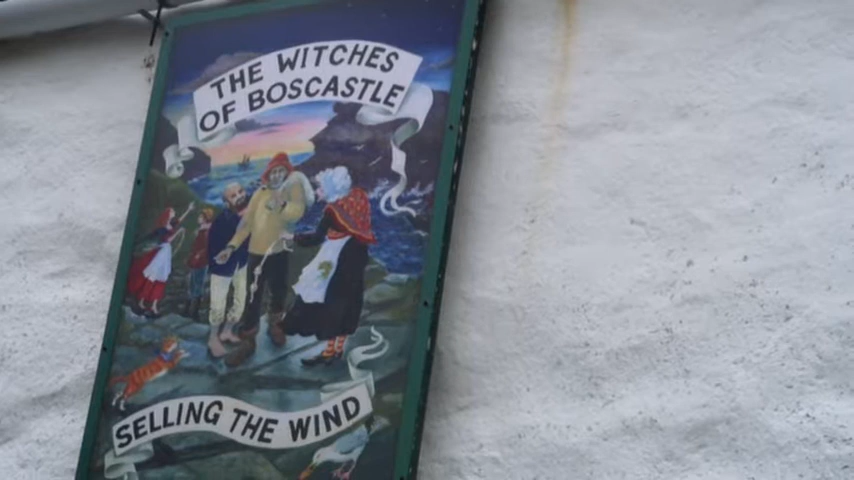 THE WITCHES
OF BOSCASTLE
SELLING THE WIND